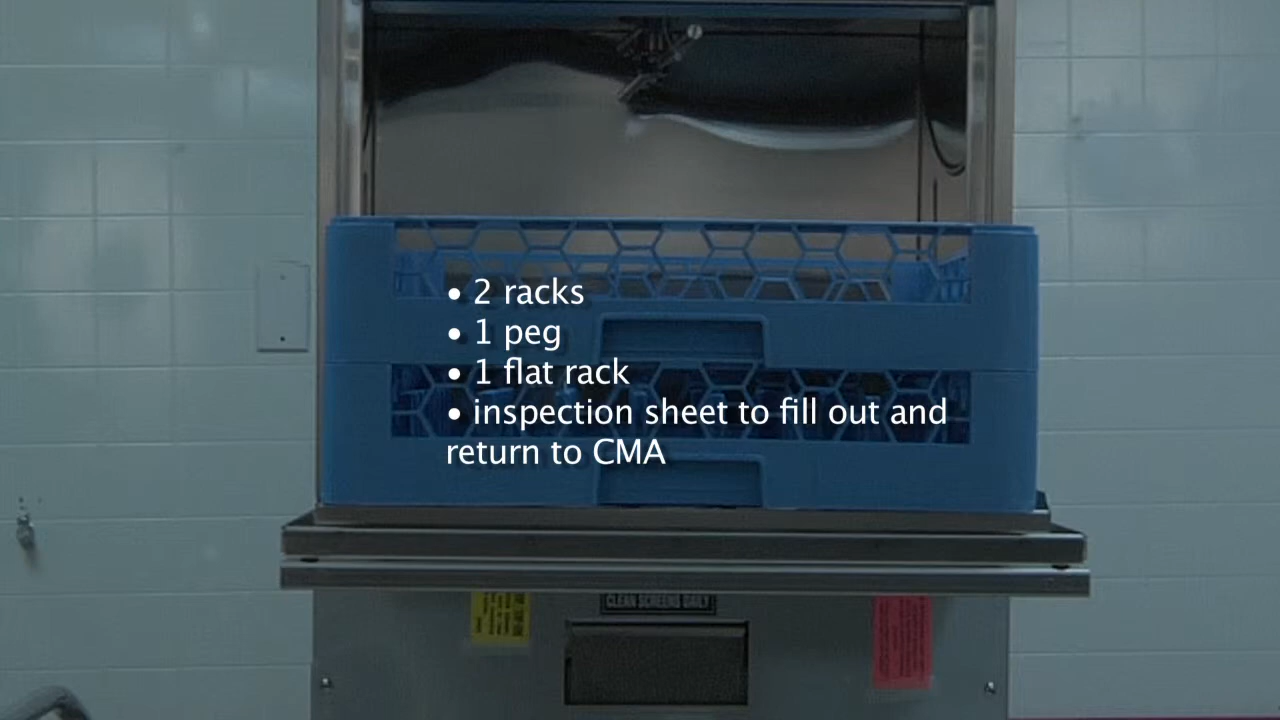 • 2 racks
• 1 peg
• 1 flat rack
• inspection sheet to fill out and
return to CMA
CLEAN SCREENS DAILY